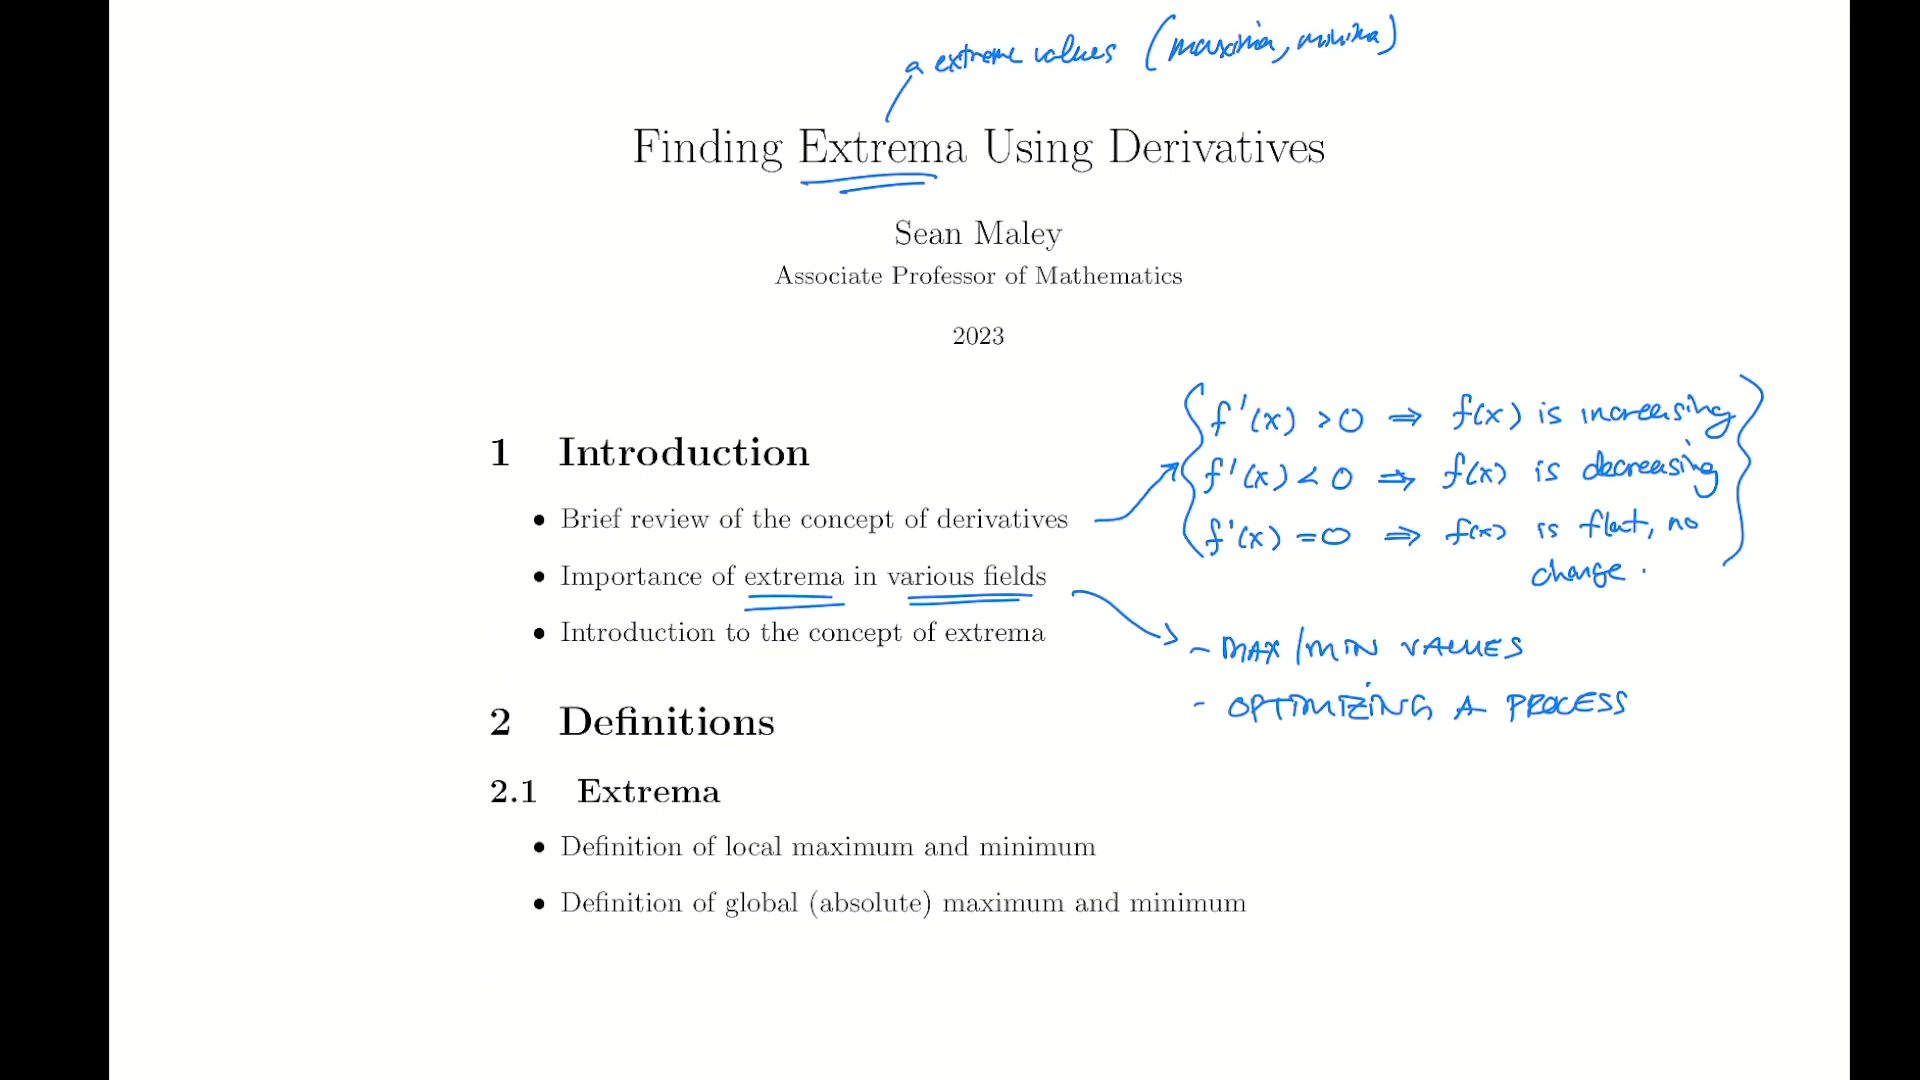 extreme values (maxima, minima)
Finding Extrema Using Derivatives
Sean Maley
Associate Professor of Mathematics
2023
f'(x) >0 ⇒ f(x) is increasing
1 Introduction
f'(x) < 0 ⇒ f(x) is decreasing
• Brief review of the concept of derivatives
f'(x) =0 ⇒ f(x) is flat, no
change.
• Importance of extrema in various fields
• Introduction to the concept of extrema
- MAX/MIN VALUES
- OPTIMIZING A PROCESS
2 Definitions
2.1 Extrema
• Definition of local maximum and minimum
• Definition of global (absolute) maximum and minimum